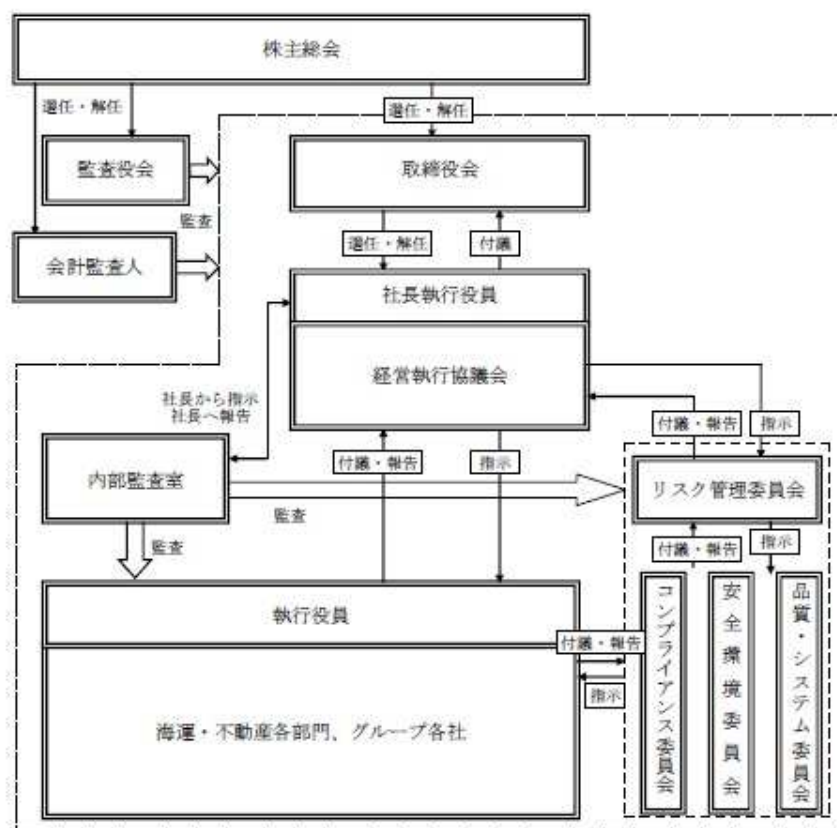 株主総会
選任・解任
選任・解任
監査役会
取締役会
監査
選任・解任
付議
会計監査人
社長執行役員
経営執行協議会
社長から指示
社長へ報告
付議・報告
指示
内部監査室
付議・報告
指示
リスク管理委員会
監査
監査
付議・報告
指示
執行役員
コンプライアンス委員会
安全環境委員会
品質・システム委員会
付議・報告
指示
海運・不動産各部門、グループ各社